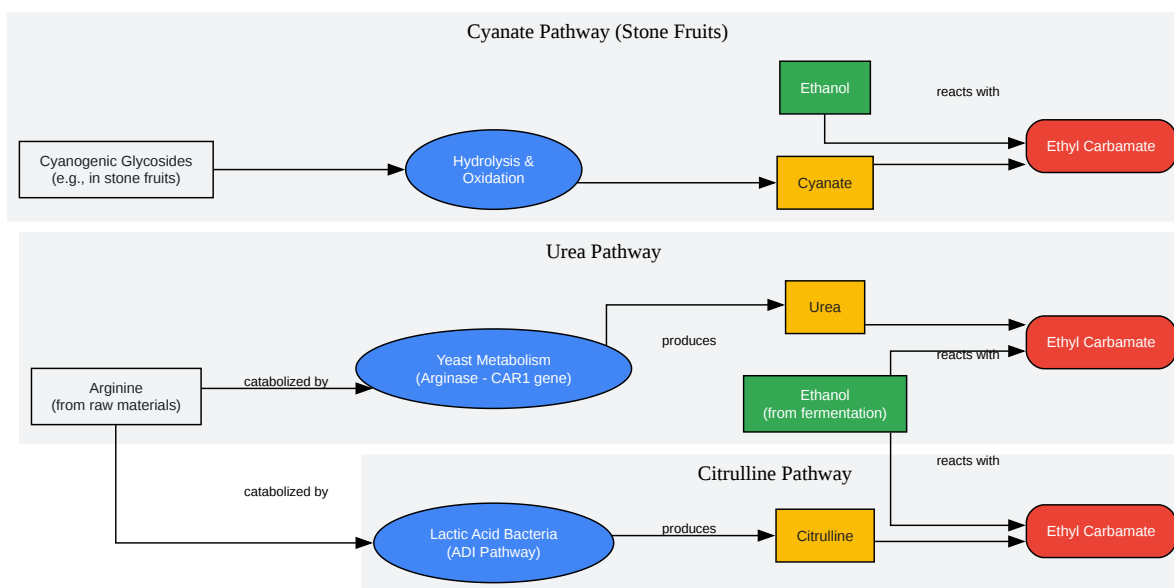 Cyanate Pathway (Stone Fruits)
Ethanol
reacts with
Ethyl Carbamate
Cyanogenic Glycosides
(e.g., in stone fruits)
Hydrolysis &
Oxidation
Cyanate
Urea Pathway
Urea
produces
Ethyl Carbamate
reacts with
Yeast Metabolism
(Arginase - CAR1 gene)
catabolized by
Arginine
(from raw materials)
Ethanol
(from fermentation)
reacts with
Citrulline Pathway
catabolized by
Lactic Acid Bacteria
(ADI Pathway)
produces
Citrulline
Ethyl Carbamate